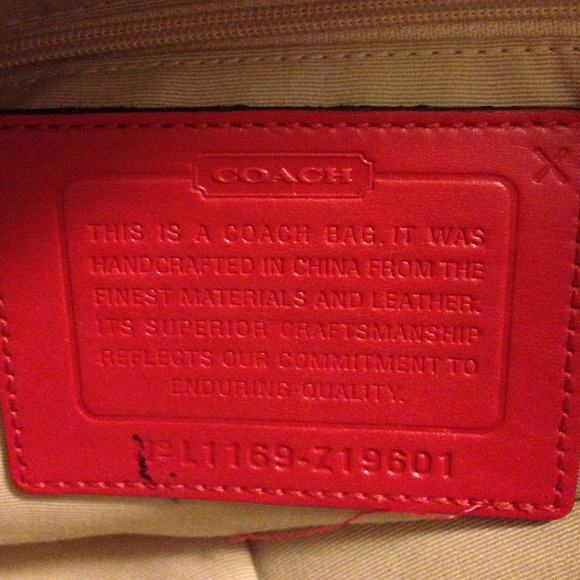 COACH
X
THIS IS A COACH BAG. IT WAS
HANDCRAFTED IN CHINA FROM THE
FINEST MATERIALS AND LEATHER.
ITS SUPERIOR CRAFTSMANSHIP
REFLECTS OUR COMMITMENT TO
ENDURING QUALITY.
Nº L1169-Z19601